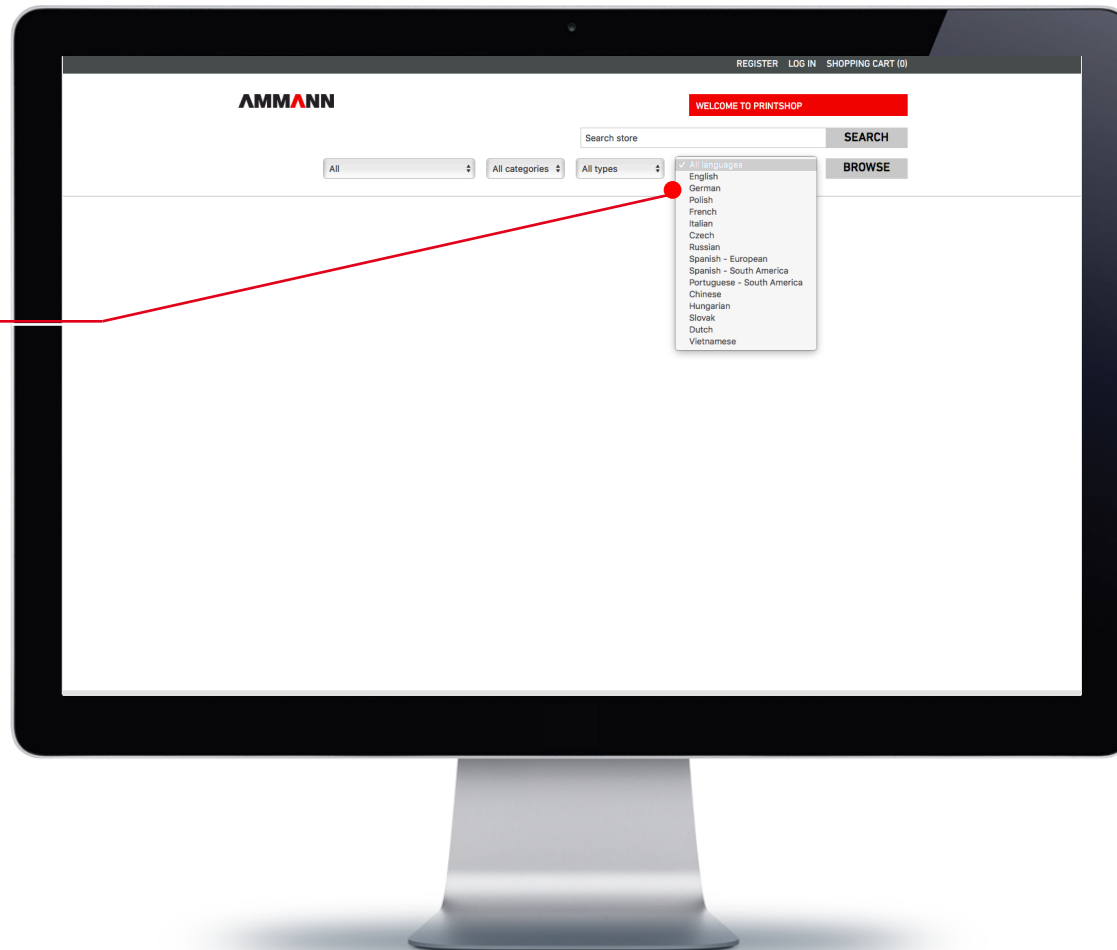 REGISTER LOG IN SHOPPING CART (0)
AMMANN
WELCOME TO PRINTSHOP
Search store SEARCH
All All categories All types ✓ All languages BROWSE
English
German
Polish
French
Italian
Czech
Russian
Spanish - European
Spanish - South America
Portuguese - South America
Chinese
Hungarian
Slovak
Dutch
Vietnamese